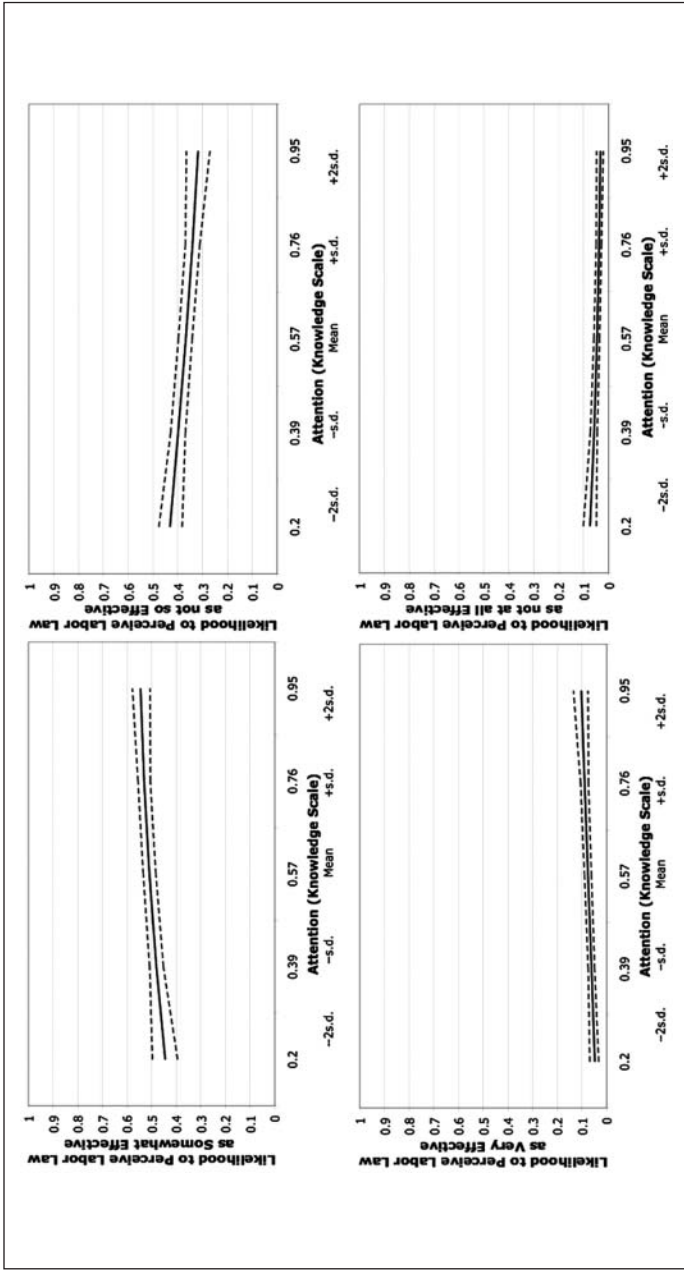 Likelihood to Perceive Labor Law
as Somewhat Effective
1
0.9
0.8
0.7
0.6
0.5
0.4
0.3
0.2
0.1
0
0.2 0.39 0.57 0.76 0.95
Attention (Knowledge Scale)
−2s.d. −s.d. Mean +s.d. +2s.d.
Likelihood to Perceive Labor Law
as not so Effective
1
0.9
0.8
0.7
0.6
0.5
0.4
0.3
0.2
0.1
0
0.2 0.39 0.57 0.76 0.95
Attention (Knowledge Scale)
−2s.d. −s.d. Mean +s.d. +2s.d.
Likelihood to Perceive Labor Law
as Very Effective
1
0.9
0.8
0.7
0.6
0.5
0.4
0.3
0.2
0.1
0
0.2 0.39 0.57 0.76 0.95
Attention (Knowledge Scale)
−2s.d. −s.d. Mean +s.d. +2s.d.
Likelihood to Perceive Labor Law
as not at all Effective
1
0.9
0.8
0.7
0.6
0.5
0.4
0.3
0.2
0.1
0
0.2 0.39 0.57 0.76 0.95
Attention (Knowledge Scale)
−2s.d. −s.d. Mean +s.d. +2s.d.